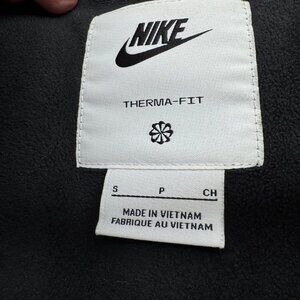 NIKE
THERMA-FIT
S P CH
MADE IN VIETNAM
FABRIQUE AU VIETNAM